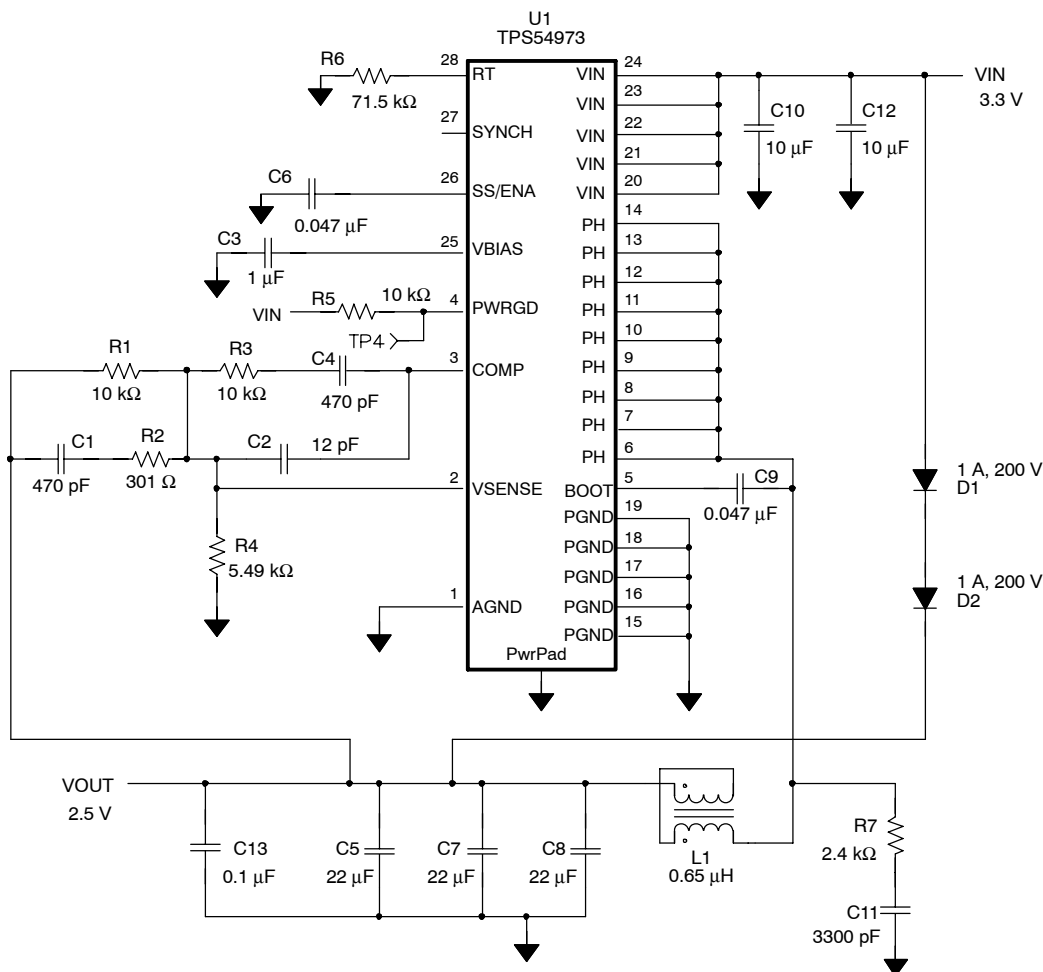 U1
TPS54973
R6
71.5 kΩ
28
RT
27
SYNCH
C6
0.047 μF
26
SS/ENA
C3
1 μF
25
VBIAS
VIN
R5
10 kΩ
4
PWRGD
TP4
R1
10 kΩ
R3
10 kΩ
C4
470 pF
3
COMP
C1
470 pF
R2
301 Ω
C2
12 pF
2
VSENSE
R4
5.49 kΩ
1
AGND
PwrPad
VIN
24
VIN
23
VIN
22
VIN
21
VIN
20
PH
14
PH
13
PH
12
PH
11
PH
10
PH
9
PH
8
PH
7
PH
6
BOOT
5
PGND
19
PGND
18
PGND
17
PGND
16
PGND
15
C10
10 μF
C12
10 μF
VIN
3.3 V
C9
0.047 μF
1 A, 200 V
D1
1 A, 200 V
D2
VOUT
2.5 V
C13
0.1 μF
C5
22 μF
C7
22 μF
C8
22 μF
L1
0.65 μH
R7
2.4 kΩ
C11
3300 pF